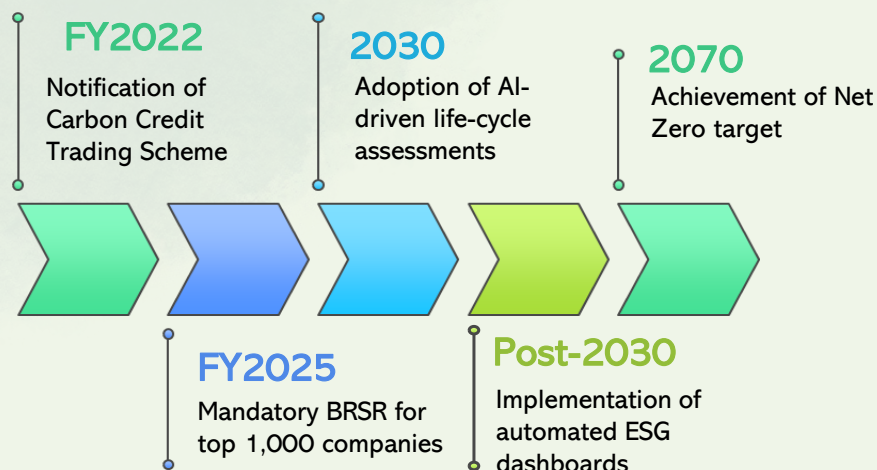 FY2022
Notification of
Carbon Credit
Trading Scheme
2030
Adoption of AI-
driven life-cycle
assessments
2070
Achievement of Net
Zero target
FY2025
Mandatory BRSR for
top 1,000 companies
Post-2030
Implementation of
automated ESG
dashboards